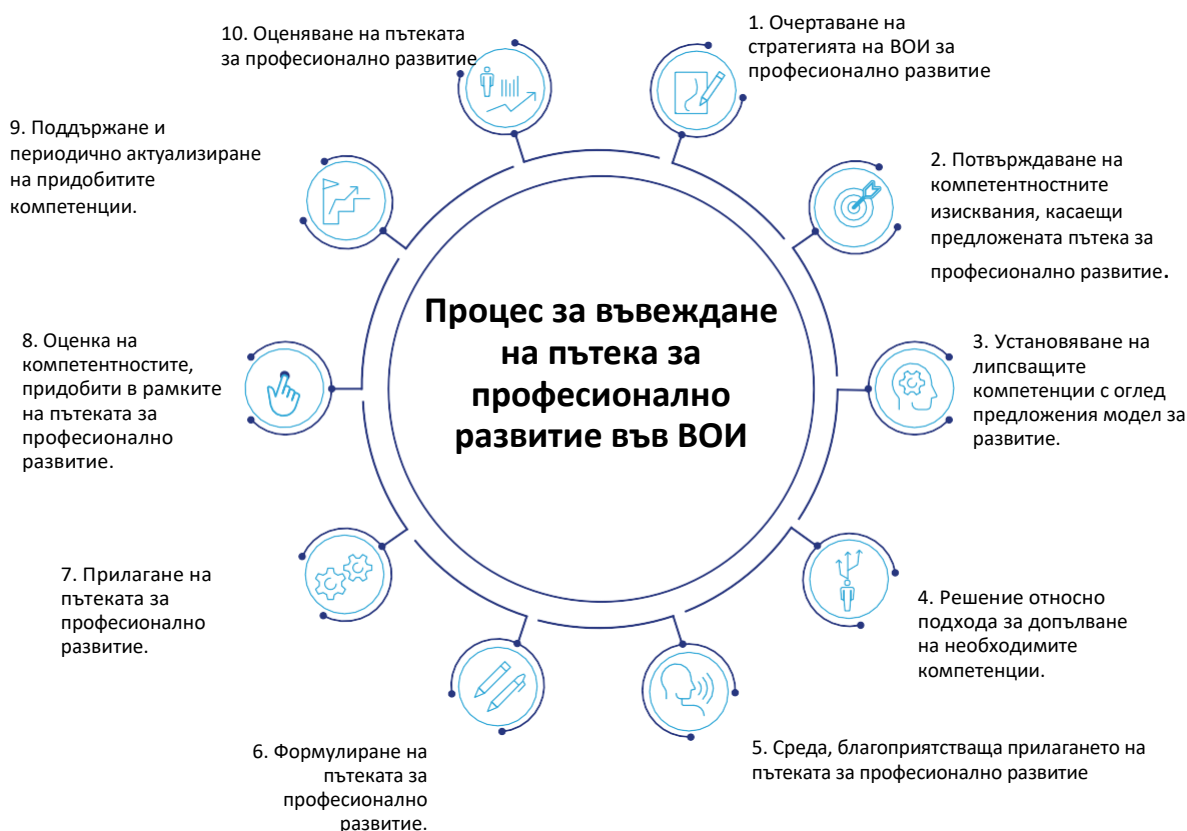 Процес за въвеждане
на пътека за
професионално
развитие във ВОИ
1. Очертаване на
стратегията на ВОИ за
професионално развитие
2. Потвърждаване на
компетентностните
изисквания, касаещи
предложената пътека за
професионално развитие.
3. Установяване на
липсващите
компетенции с оглед
предложения модел за
развитие.
4. Решение относно
подхода за допълване
на необходимите
компетенции.
5. Среда, благоприятстваща прилагането на
пътеката за професионално развитие
6. Формулиране на
пътеката за
професионално
развитие.
7. Прилагане на
пътеката за
професионално
развитие.
8. Оценка на
компетентностите,
придобити в рамките
на пътеката за
професионално
развитие.
9. Поддържане и
периодично актуализиране
на придобитите
компетенции.
10. Оценяване на пътеката
за професионално развитие